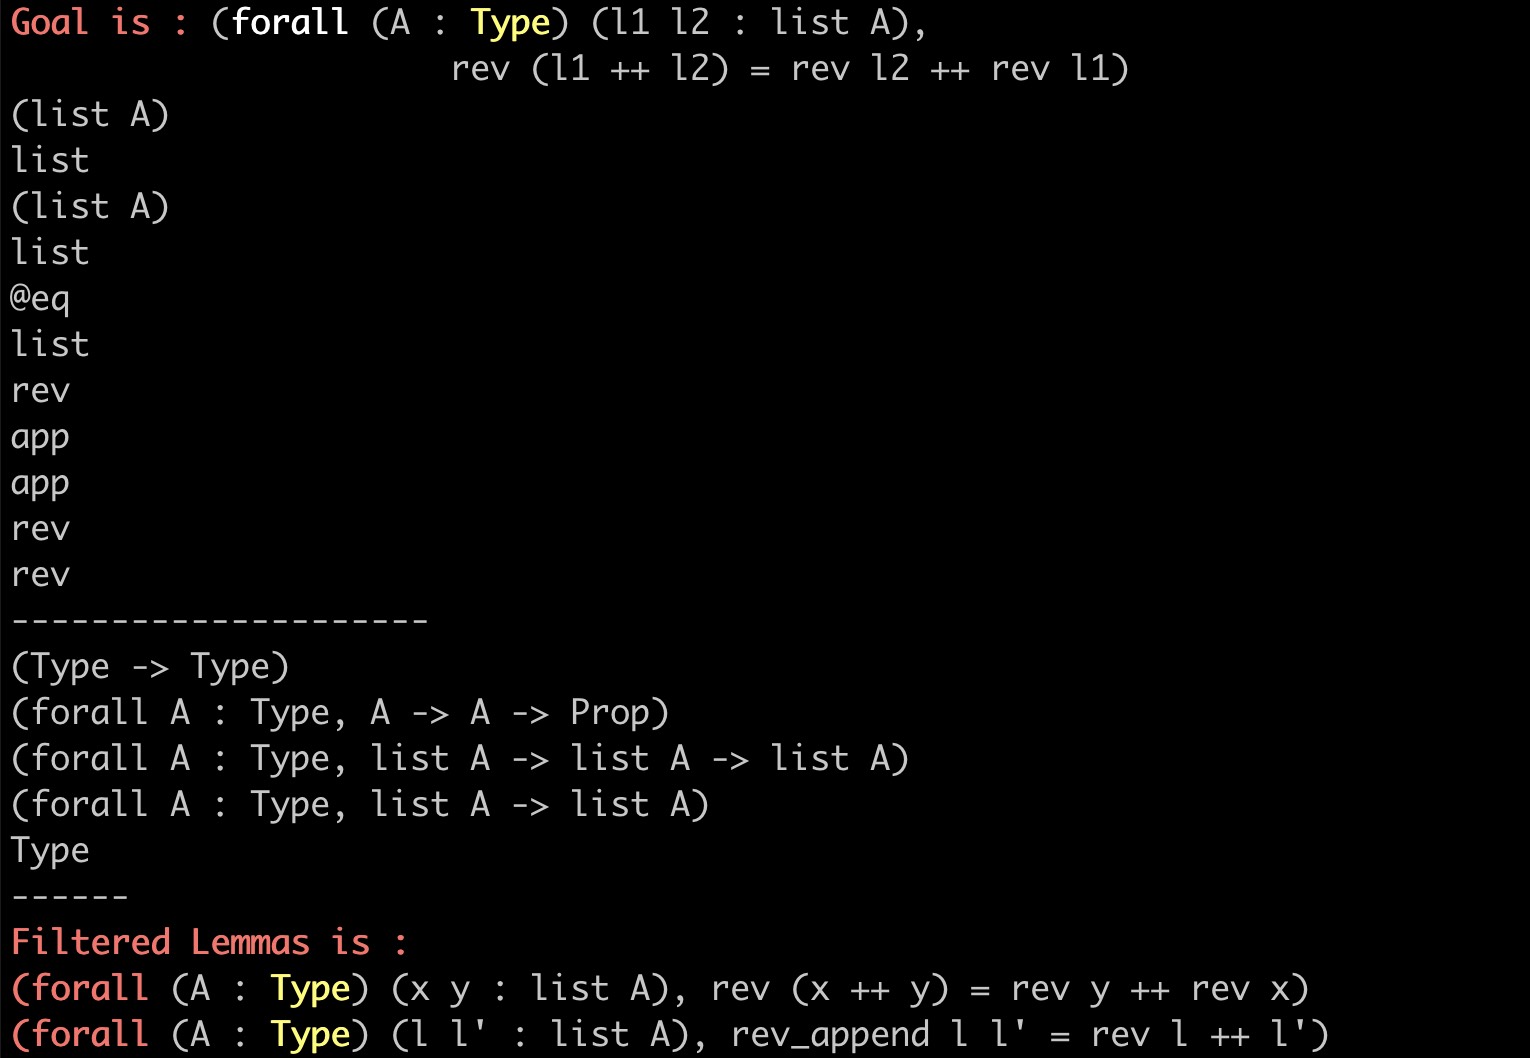 Goal is : (forall (A : Type) (l1 l2 : list A),
rev (l1 ++ l2) = rev l2 ++ rev l1)
(list A)
list
(list A)
list
@eq
list
rev
app
app
rev
rev
---------------------
(Type -> Type)
(forall A : Type, A -> A -> Prop)
(forall A : Type, list A -> list A -> list A)
(forall A : Type, list A -> list A)
Type
------
Filtered Lemmas is :
(forall (A : Type) (x y : list A), rev (x ++ y) = rev y ++ rev x)
(forall (A : Type) (l l' : list A), rev_append l l' = rev l ++ l')